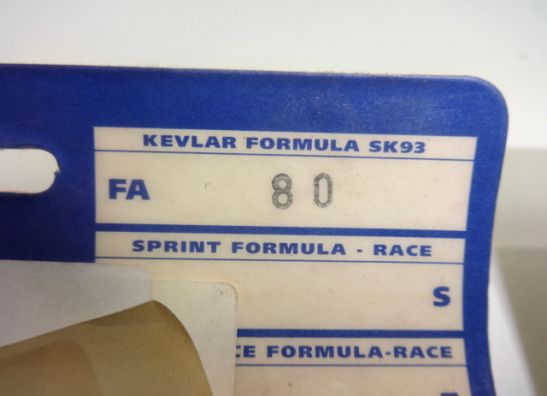 KEVLAR FORMULA SK93
FA 80
SPRINT FORMULA - RACE
S
CE FORMULA-RACE